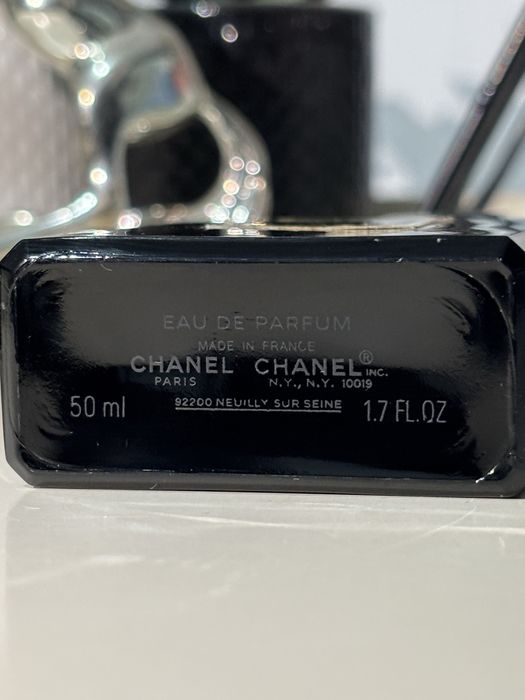 EAU DE PARFUM
MADE IN FRANCE
CHANEL CHANEL® INC.
PARIS N.Y., N.Y. 10019
50 ml 92200 NEUILLY SUR SEINE 1.7 FL.OZ